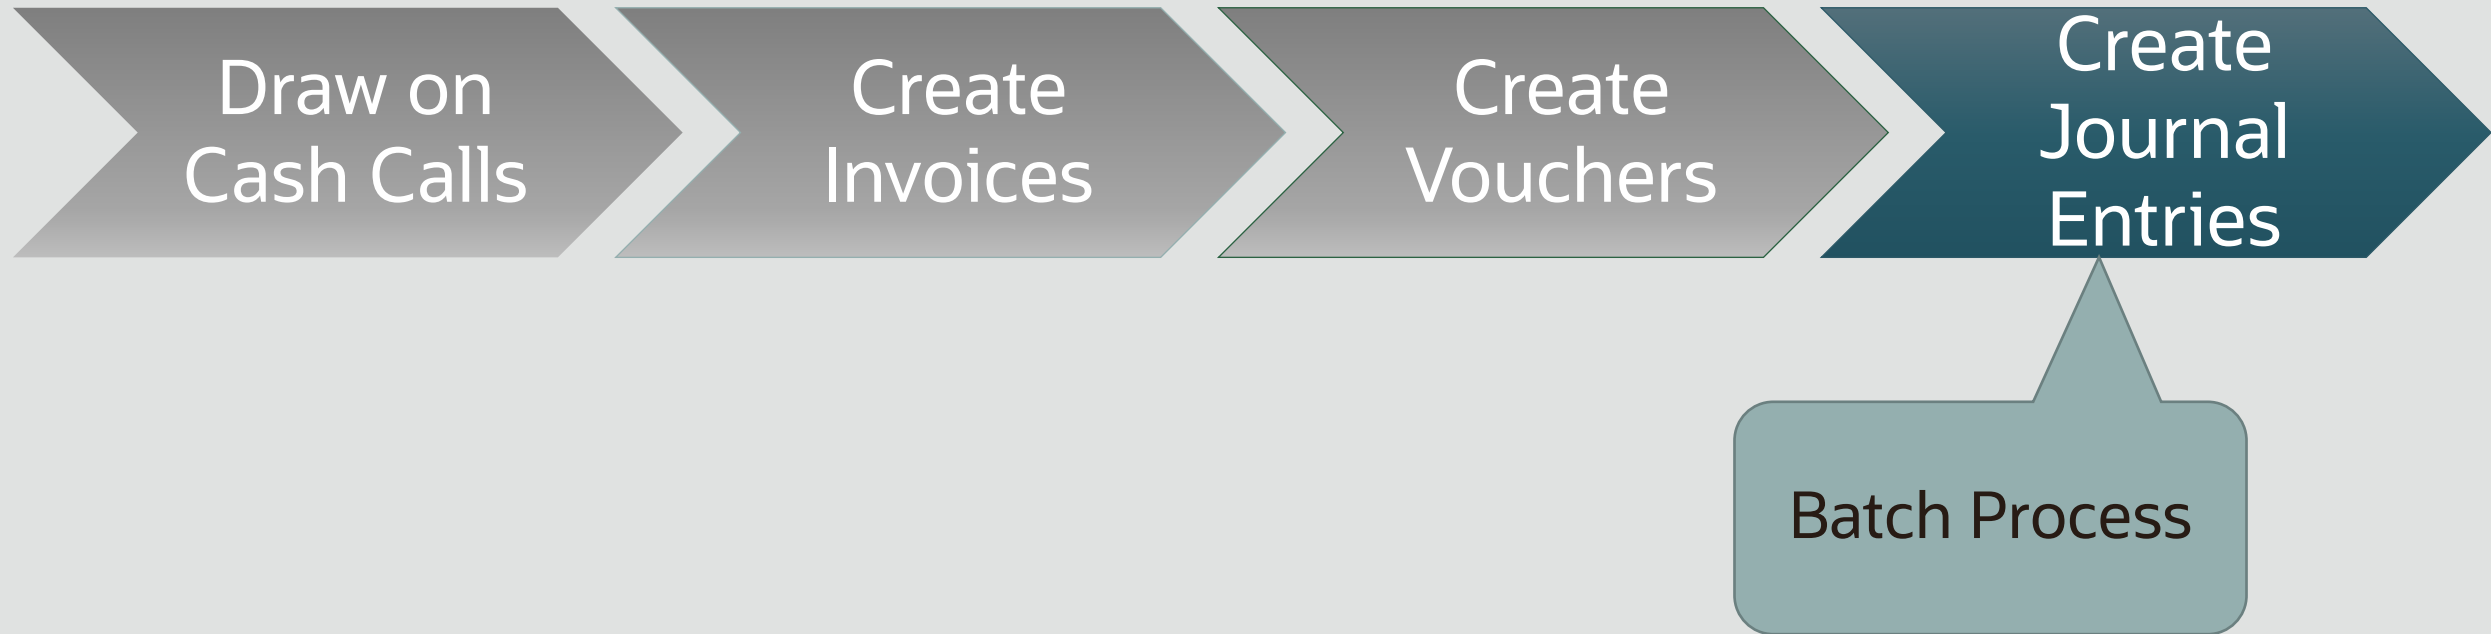 Draw on
Cash Calls
Create
Invoices
Create
Vouchers
Create
Journal
Entries
Batch Process